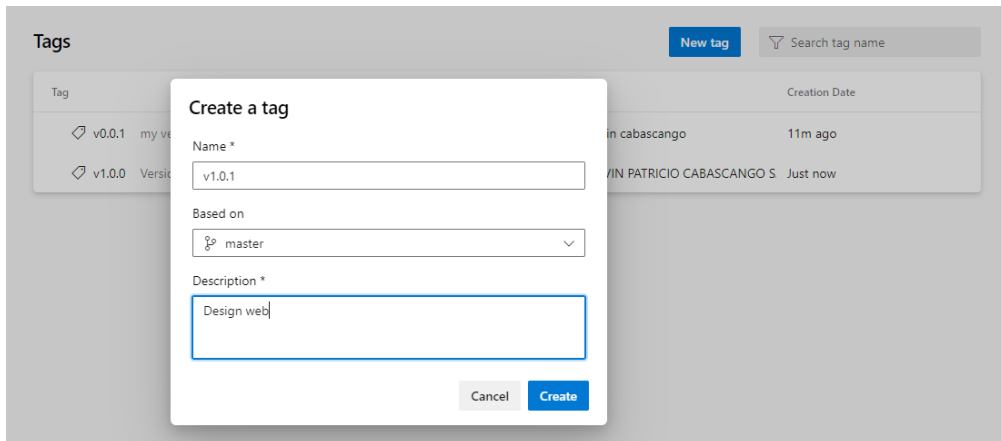 Tags
New tag
Search tag name
Tag
Creation Date
Create a tag
v0.0.1 my ve
in cabascango
11m ago
Name *
v1.0.0 Versic
VIN PATRICIO CABASCANGO S.
Just now
v1.0.1
Based on
master
Description *
Design web
Cancel
Create